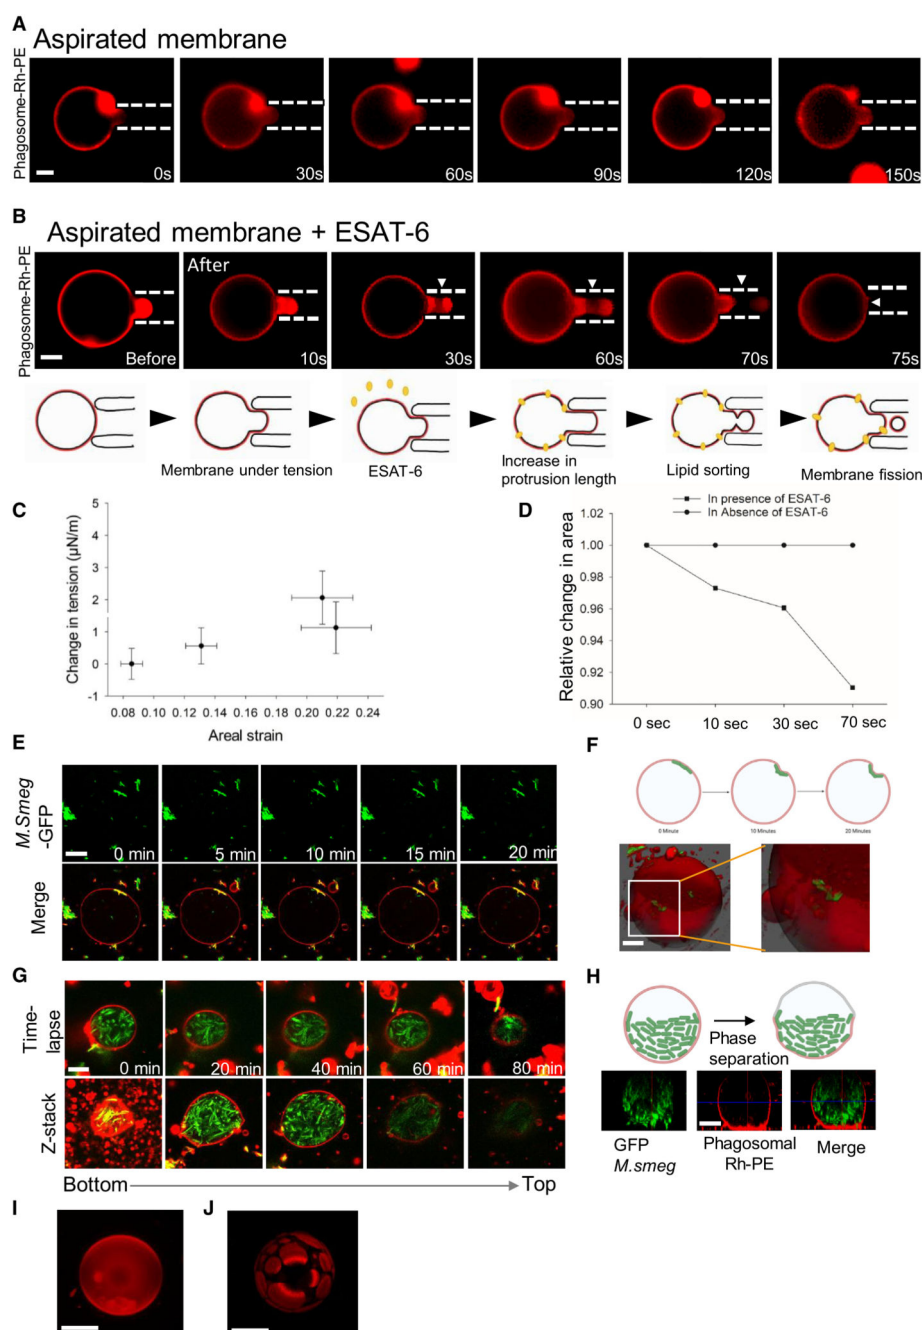 A
Aspirated membrane
Phagosome-Rh-PE
0s
30s
60s
90s
120s
150s
B
Aspirated membrane + ESAT-6
Phagosome-Rh-PE
Before
After
10s
30s
60s
70s
75s
Membrane under tension
ESAT-6
Increase in
protrusion length
Lipid sorting
Membrane fission
C
Change in tension (µN/m)
5
4
3
2
1
0
-1
0.08 0.10 0.12 0.14 0.16 0.18 0.20 0.22 0.24
Areal strain
D
In presence of ESAT-6
In Absence of ESAT-6
Relative change in area
1.02
1.00
0.98
0.96
0.94
0.92
0.90
0 sec
10 sec
30 sec
70 sec
E
M.Smeg
-GFP
0 min
5 min
10 min
15 min
20 min
Merge
F
0 Minute
10 Minutes
20 Minutes
G
Time-
lapse
0 min
20 min
40 min
60 min
80 min
Z-stack
Bottom
Top
H
Phase
separation
GFP
M.smeg
Phagosomal
Rh-PE
Merge
I
J